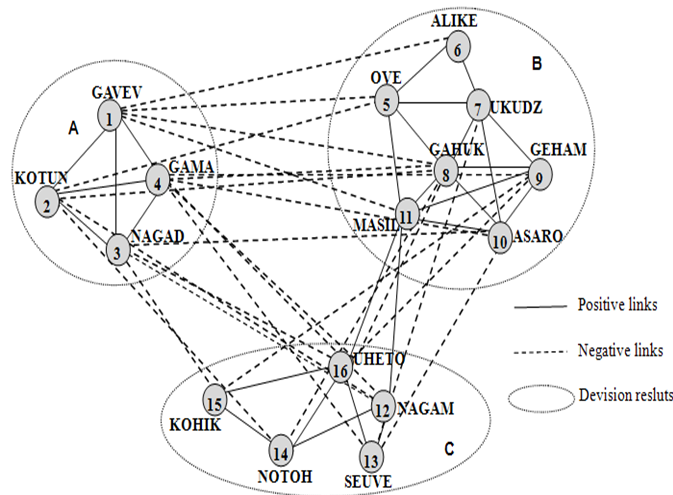 ALIKE
6
B
OVE
5
7
UKUDZ
GAVEV
1
A
GAHUK
8
GEHAM
9
GAMA
4
KOTUN
2
11
MASIL
10
ASARO
NAGAD
3
Positive links
Negative links
Devision resluts
UHETO
16
15
KOHIK
12
NAGAM
14
NOTOH
13
SEUVE
C